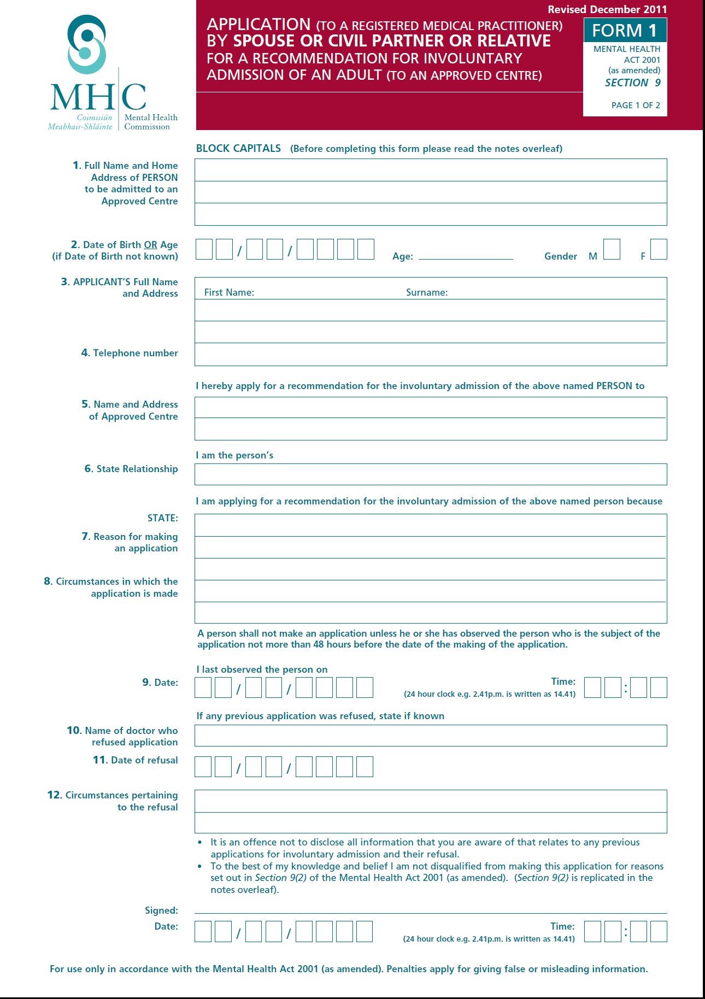 Revised December 2011
APPLICATION (TO A REGISTERED MEDICAL PRACTITIONER)
BY SPOUSE OR CIVIL PARTNER OR RELATIVE
FOR A RECOMMENDATION FOR INVOLUNTARY
ADMISSION OF AN ADULT (TO AN APPROVED CENTRE)
FORM 1
MENTAL HEALTH
ACT 2001
(as amended)
SECTION 9
PAGE 1 OF 2
MHC
Coimisiún
Meabhair-Shláinte
Mental Health
Commission
BLOCK CAPITALS (Before completing this form please read the notes overleaf)
1. Full Name and Home
Address of PERSON
to be admitted to an
Approved Centre
2. Date of Birth OR Age
(if Date of Birth not known)
/ / Age: Gender M F
3. APPLICANT'S Full Name
and Address
First Name: Surname:
4. Telephone number
I hereby apply for a recommendation for the involuntary admission of the above named PERSON to
5. Name and Address
of Approved Centre
I am the person's
6. State Relationship
I am applying for a recommendation for the involuntary admission of the above named person because
STATE:
7. Reason for making
an application
8. Circumstances in which the
application is made
A person shall not make an application unless he or she has observed the person who is the subject of the
application not more than 48 hours before the date of the making of the application.
I last observed the person on
9. Date: / / Time: :
(24 hour clock e.g. 2.41p.m. is written as 14.41)
If any previous application was refused, state if known
10. Name of doctor who
refused application
11. Date of refusal / /
12. Circumstances pertaining
to the refusal
• It is an offence not to disclose all information that you are aware of that relates to any previous
applications for involuntary admission and their refusal.
• To the best of my knowledge and belief I am not disqualified from making this application for reasons
set out in Section 9(2) of the Mental Health Act 2001 (as amended). (Section 9(2) is replicated in the
notes overleaf).
Signed:
Date: / / Time: :
(24 hour clock e.g. 2.41p.m. is written as 14.41)
For use only in accordance with the Mental Health Act 2001 (as amended). Penalties apply for giving false or misleading information.